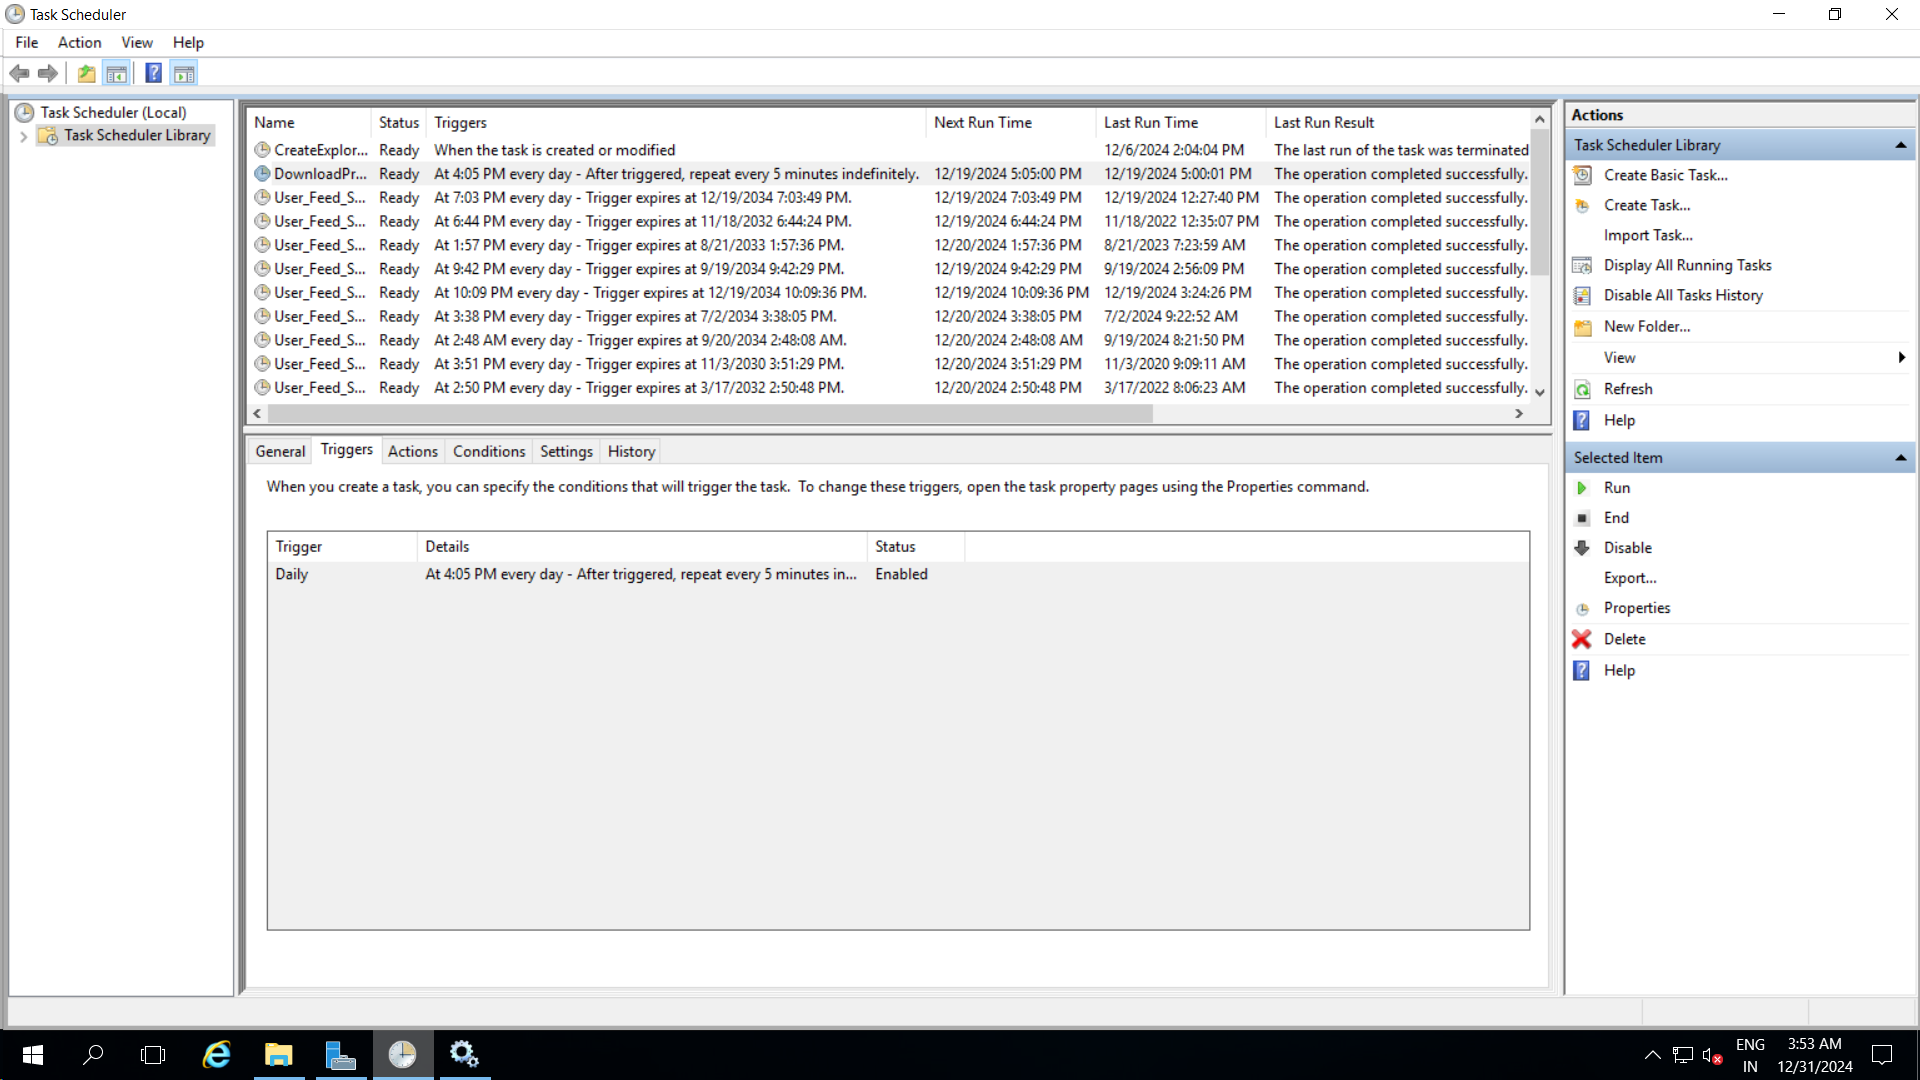 Task Scheduler
File Action View Help
Task Scheduler (Local)
Task Scheduler Library
Name Status Triggers Next Run Time Last Run Time Last Run Result
CreateExplor... Ready When the task is created or modified 12/6/2024 2:04:04 PM The last run of the task was terminated
DownloadPr... Ready At 4:05 PM every day - After triggered, repeat every 5 minutes indefinitely. 12/19/2024 5:05:00 PM 12/19/2024 5:00:01 PM The operation completed successfully.
User_Feed_S... Ready At 7:03 PM every day - Trigger expires at 12/19/2034 7:03:49 PM. 12/19/2024 7:03:49 PM 12/19/2024 12:27:40 PM The operation completed successfully.
User_Feed_S... Ready At 6:44 PM every day - Trigger expires at 11/18/2032 6:44:24 PM. 12/19/2024 6:44:24 PM 11/18/2022 12:35:07 PM The operation completed successfully.
User_Feed_S... Ready At 1:57 PM every day - Trigger expires at 8/21/2033 1:57:36 PM. 12/20/2024 1:57:36 PM 8/21/2023 7:23:59 AM The operation completed successfully.
User_Feed_S... Ready At 9:42 PM every day - Trigger expires at 9/19/2034 9:42:29 PM. 12/19/2024 9:42:29 PM 9/19/2024 2:56:09 PM The operation completed successfully.
User_Feed_S... Ready At 10:09 PM every day - Trigger expires at 12/19/2034 10:09:36 PM. 12/19/2024 10:09:36 PM 12/19/2024 3:24:26 PM The operation completed successfully.
User_Feed_S... Ready At 3:38 PM every day - Trigger expires at 7/2/2034 3:38:05 PM. 12/20/2024 3:38:05 PM 7/2/2024 9:22:52 AM The operation completed successfully.
User_Feed_S... Ready At 2:48 AM every day - Trigger expires at 9/20/2034 2:48:08 AM. 12/20/2024 2:48:08 AM 9/19/2024 8:21:50 PM The operation completed successfully.
User_Feed_S... Ready At 3:51 PM every day - Trigger expires at 11/3/2030 3:51:29 PM. 12/20/2024 3:51:29 PM 11/3/2020 9:09:11 AM The operation completed successfully.
User_Feed_S... Ready At 2:50 PM every day - Trigger expires at 3/17/2032 2:50:48 PM. 12/20/2024 2:50:48 PM 3/17/2022 8:06:23 AM The operation completed successfully.
General Triggers Actions Conditions Settings History
When you create a task, you can specify the conditions that will trigger the task. To change these triggers, open the task property pages using the Properties command.
Trigger Details Status
Daily At 4:05 PM every day - After triggered, repeat every 5 minutes in... Enabled
Actions
Task Scheduler Library
Create Basic Task...
Create Task...
Import Task...
Display All Running Tasks
Disable All Tasks History
New Folder...
View
Refresh
Help
Selected Item
Run
End
Disable
Export...
Properties
Delete
Help
ENG
IN
3:53 AM
12/31/2024